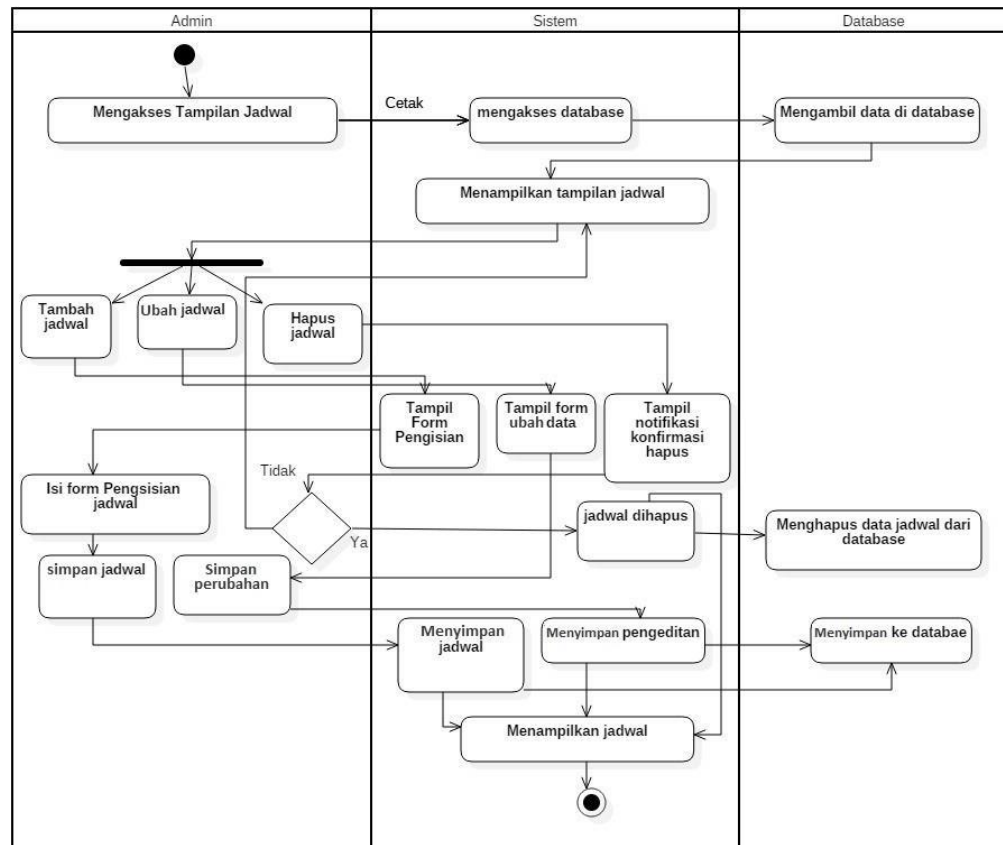 Admin
Sistem
Database
Mengakses Tampilan Jadwal
Cetak
mengakses database
Mengambil data di database
Menampilkan tampilan jadwal
Tambah
jadwal
Ubah jadwal
Hapus
jadwal
Tampil
Form
Pengisian
Tampil form
ubah data
Tampil
notifikasi
konfirmasi
hapus
Tidak
Isi form Pengsisian
jadwal
Ya
jadwal dihapus
Menghapus data jadwal dari
database
simpan jadwal
Simpan
perubahan
Menyimpan
jadwal
Menyimpan pengeditan
Menyimpan ke databae
Menampilkan jadwal